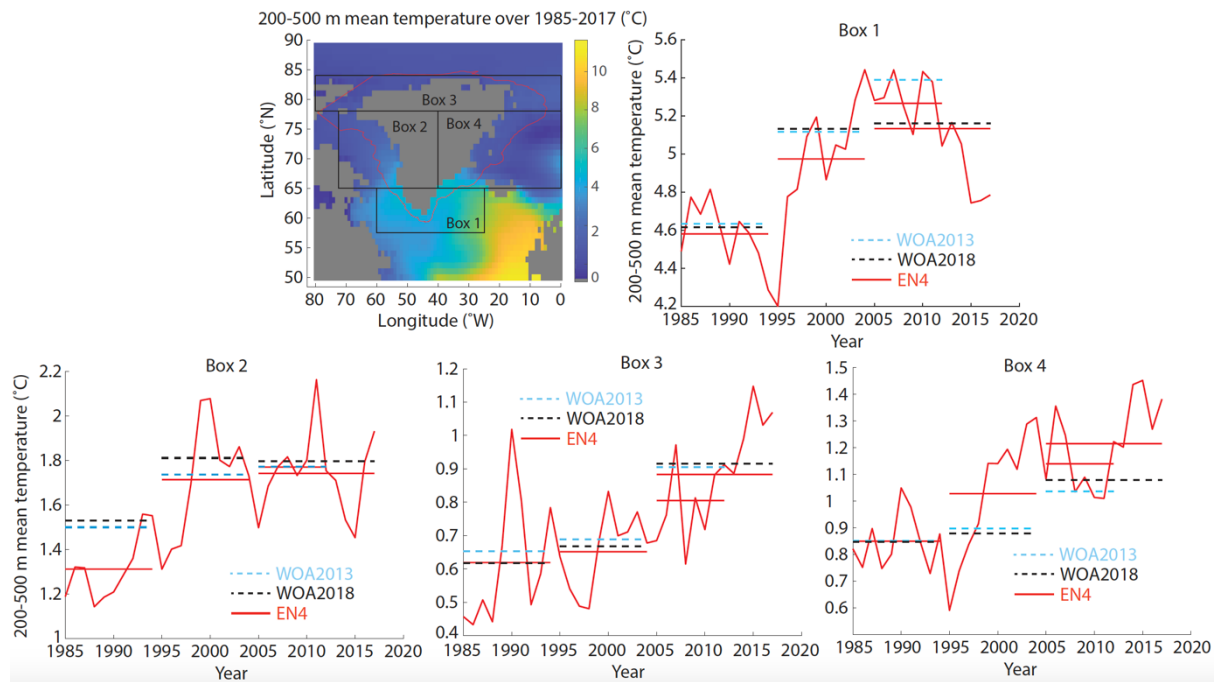 200-500 m mean temperature over 1985-2017 (˚C)
90
85
80
75
70
65
60
55
50
Latitude (˚N)
Box 3
Box 2
Box 4
Box 1
80 70 60 50 40 30 20 10 0
Longitude (˚W)
10
8
6
4
2
0
Box 1
200-500 m mean temperature (˚C)
5.6
5.4
5.2
5
4.8
4.6
4.4
4.2
WOA2013
WOA2018
EN4
1985 1990 1995 2000 2005 2010 2015 2020
Year
Box 2
200-500 m mean temperature (˚C)
2.2
2
1.8
1.6
1.4
1.2
1
WOA2013
WOA2018
EN4
1985 1990 1995 2000 2005 2010 2015 2020
Year
Box 3
1.2
1.1
1
0.9
0.8
0.7
0.6
0.5
0.4
WOA2013
WOA2018
EN4
1985 1990 1995 2000 2005 2010 2015 2020
Year
Box 4
1.5
1.4
1.3
1.2
1.1
1
0.9
0.8
0.7
0.6
WOA2013
WOA2018
EN4
1985 1990 1995 2000 2005 2010 2015 2020
Year